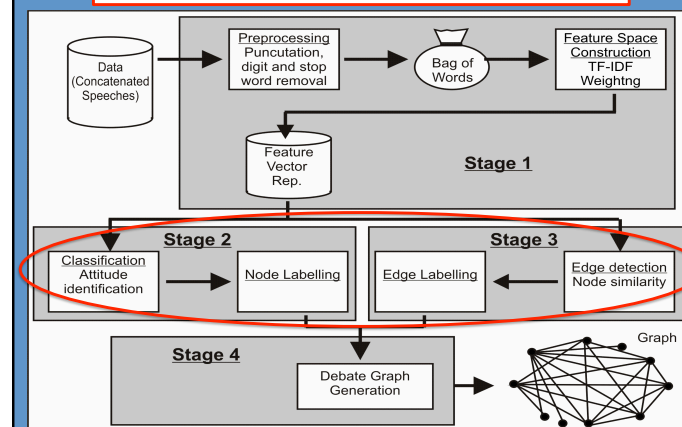 Data
(Concatenated
Speeches)
Preprocessing
Puncutation,
digit and stop
word removal
Bag of
Words
Feature Space
Construction
TF-IDF
Weightng
Feature
Vector
Rep.
Stage 1
Stage 2
Classification
Attitude
identification
Node Labelling
Stage 3
Edge Labelling
Edge detection
Node similarity
Stage 4
Debate Graph
Generation
Graph